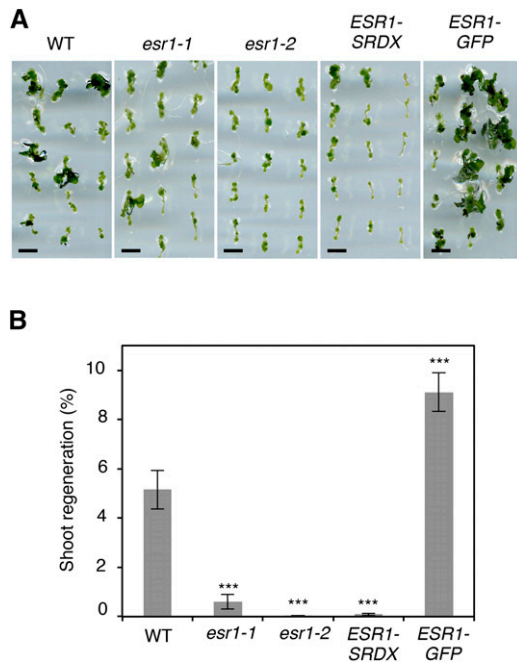 A
WT
esr1-1
esr1-2
ESR1-
SRDX
ESR1-
GFP
B
Shoot regeneration (%)
10
8
6
4
2
0
***
***
***
***
WT
esr1-1
esr1-2
ESR1-
SRDX
ESR1-
GFP